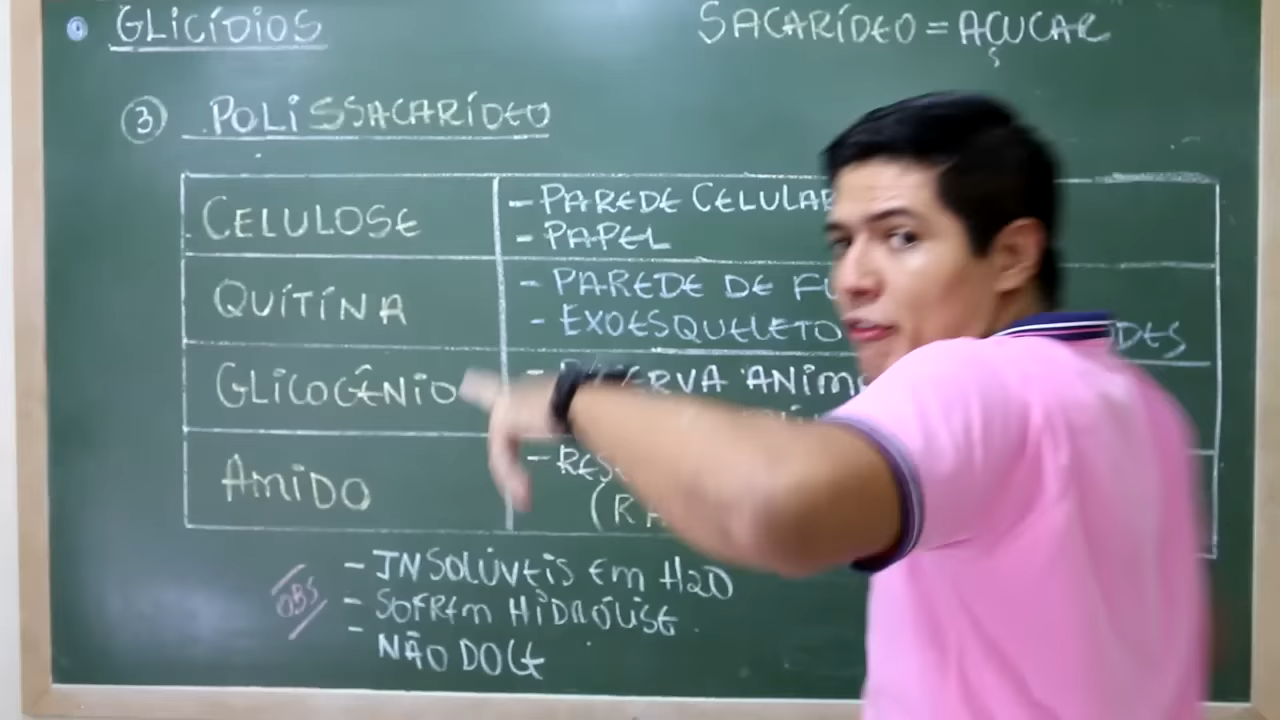 GLICÍDIOS
SACARÍDEO = AÇUCAR
3 POLISSACARÍDEO
CELULOSE
- PAREDE CELULAR
- PAPEL
QUITINA
- PAREDE DE
- EXOESQUELETO
GLICOGÊNIO
AMIDO
OBS
- INSOLÚVEIS EM H2O
- SOFREM HIDRÓLISE
- NÃO DOCE